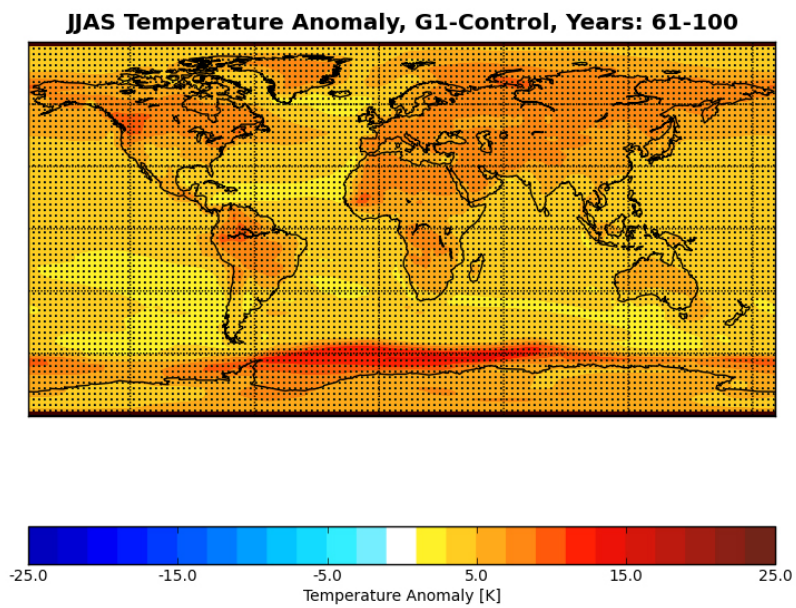 JJAS Temperature Anomaly, G1-Control, Years: 61-100
-25.0 -15.0 -5.0 5.0 15.0 25.0
Temperature Anomaly [K]